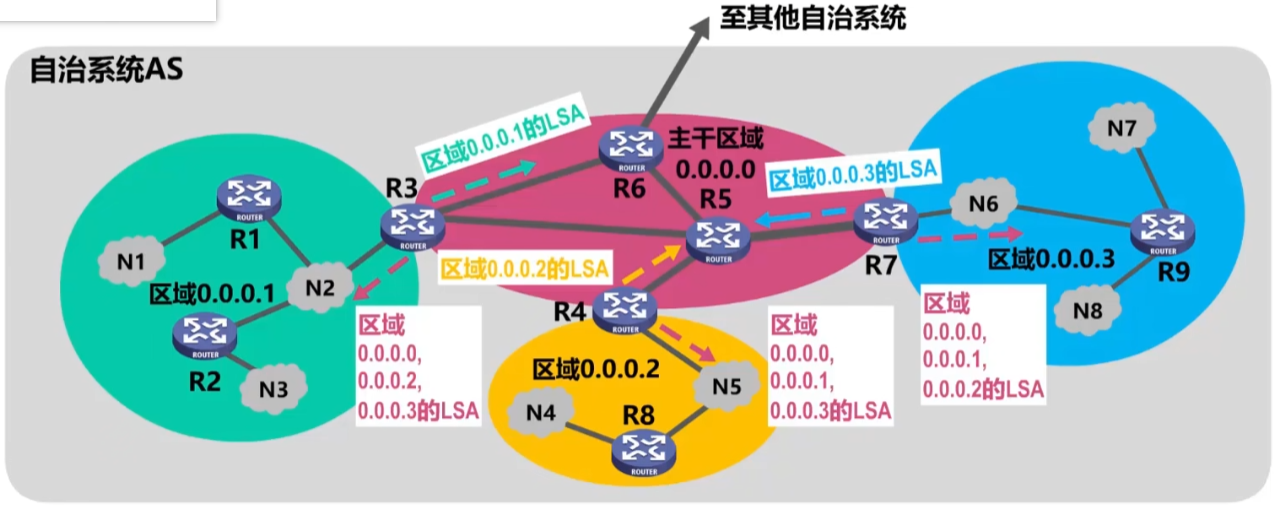 至其他自治系统
自治系统AS
区域0.0.0.1的LSA
主干区域
0.0.0.0
区域0.0.0.3的LSA
N7
ROUTER
R6
R3
ROUTER
R5
ROUTER
R1
ROUTER
ROUTER
R7
N6
ROUTER
R9
N1
区域0.0.0.1
N2
区域0.0.0.2的LSA
区域0.0.0.3
R4
ROUTER
N8
ROUTER
R2
N3
区域
0.0.0.0,
0.0.0.2,
0.0.0.3的LSA
区域0.0.0.2
N5
N4
R8
ROUTER
区域
0.0.0.0,
0.0.0.1,
0.0.0.3的LSA
区域
0.0.0.0,
0.0.0.1,
0.0.0.2的LSA
ROUTER